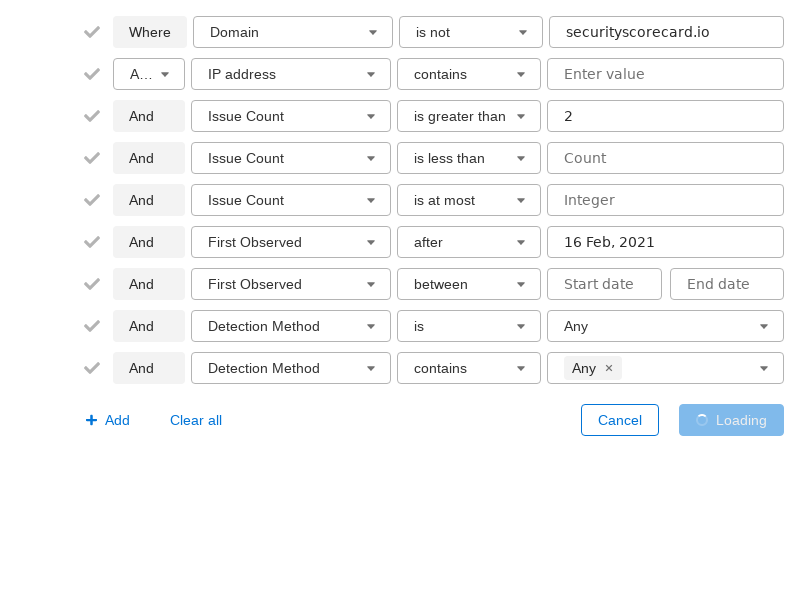 Where Domain is not securityscorecard.io
A... IP address contains Enter value
And Issue Count is greater than 2
And Issue Count is less than Count
And Issue Count is at most Integer
And First Observed after 16 Feb, 2021
And First Observed between Start date End date
And Detection Method is Any
And Detection Method contains Any ×
+ Add Clear all Cancel Loading